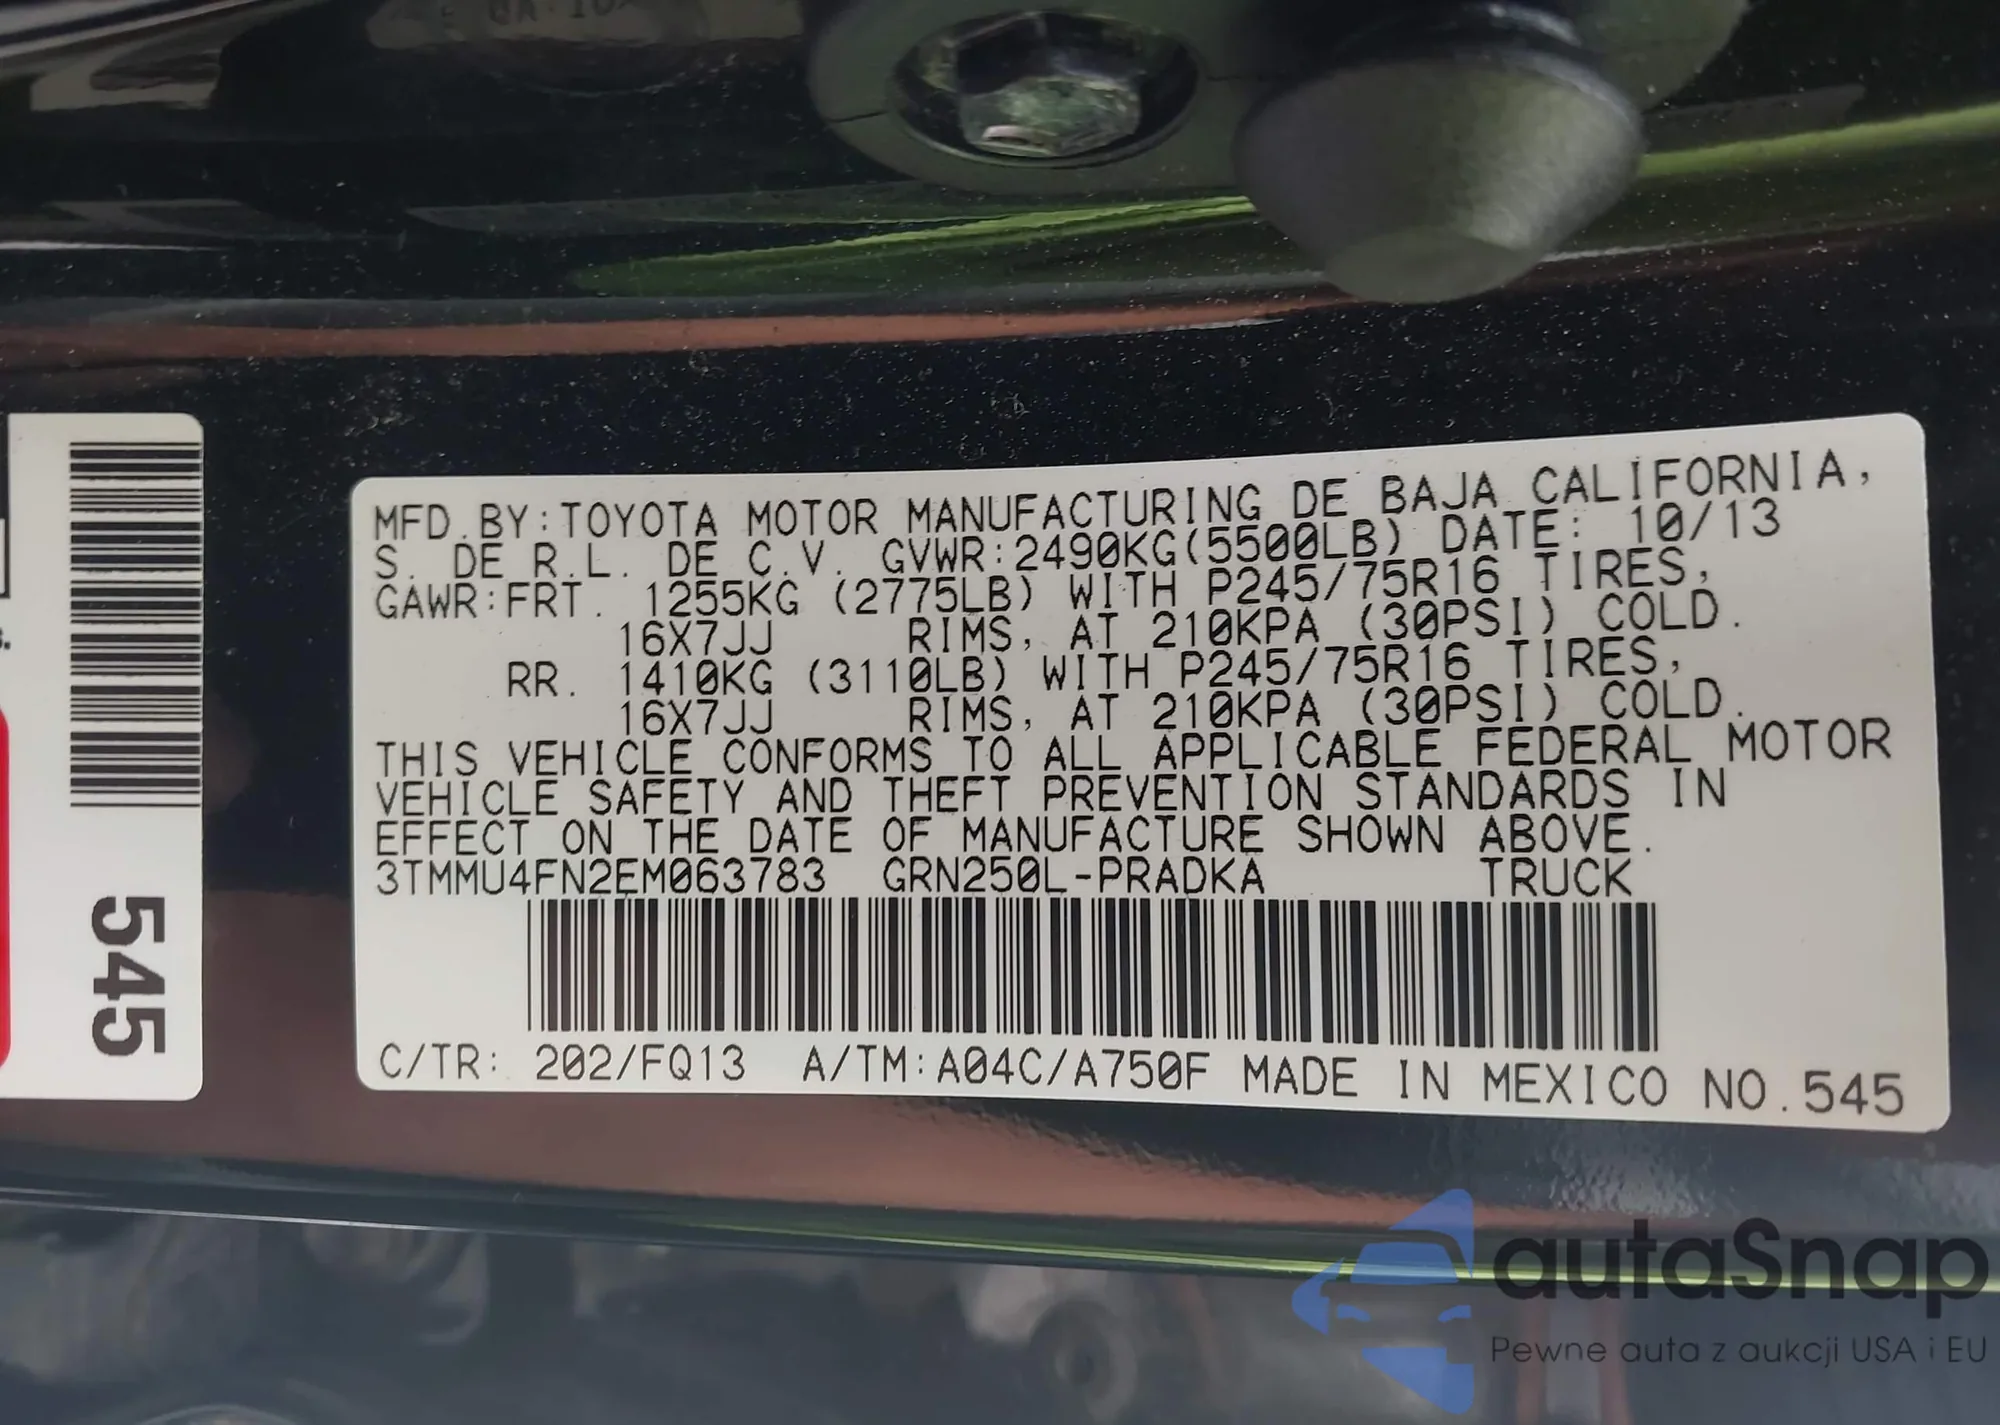 MFD.BY:TOYOTA MOTOR MANUFACTURING DE BAJA CALIFORNIA,
S. DE R.L. DE C.V. GVWR:2490KG(5500LB) DATE: 10/13
GAWR:FRT. 1255KG (2775LB) WITH P245/75R16 TIRES,
16X7JJ RIMS, AT 210KPA (30PSI) COLD.
RR. 1410KG (3110LB) WITH P245/75R16 TIRES,
16X7JJ RIMS, AT 210KPA (30PSI) COLD.
THIS VEHICLE CONFORMS TO ALL APPLICABLE FEDERAL MOTOR
VEHICLE SAFETY AND THEFT PREVENTION STANDARDS IN
EFFECT ON THE DATE OF MANUFACTURE SHOWN ABOVE.
3TMMU4FN2EM063783 GRN250L-PRADKA TRUCK
C/TR: 202/FQ13 A/TM:A04C/A750F MADE IN MEXICO NO.545
545
autaSnap
Pewne auta z aukcji USA i EU